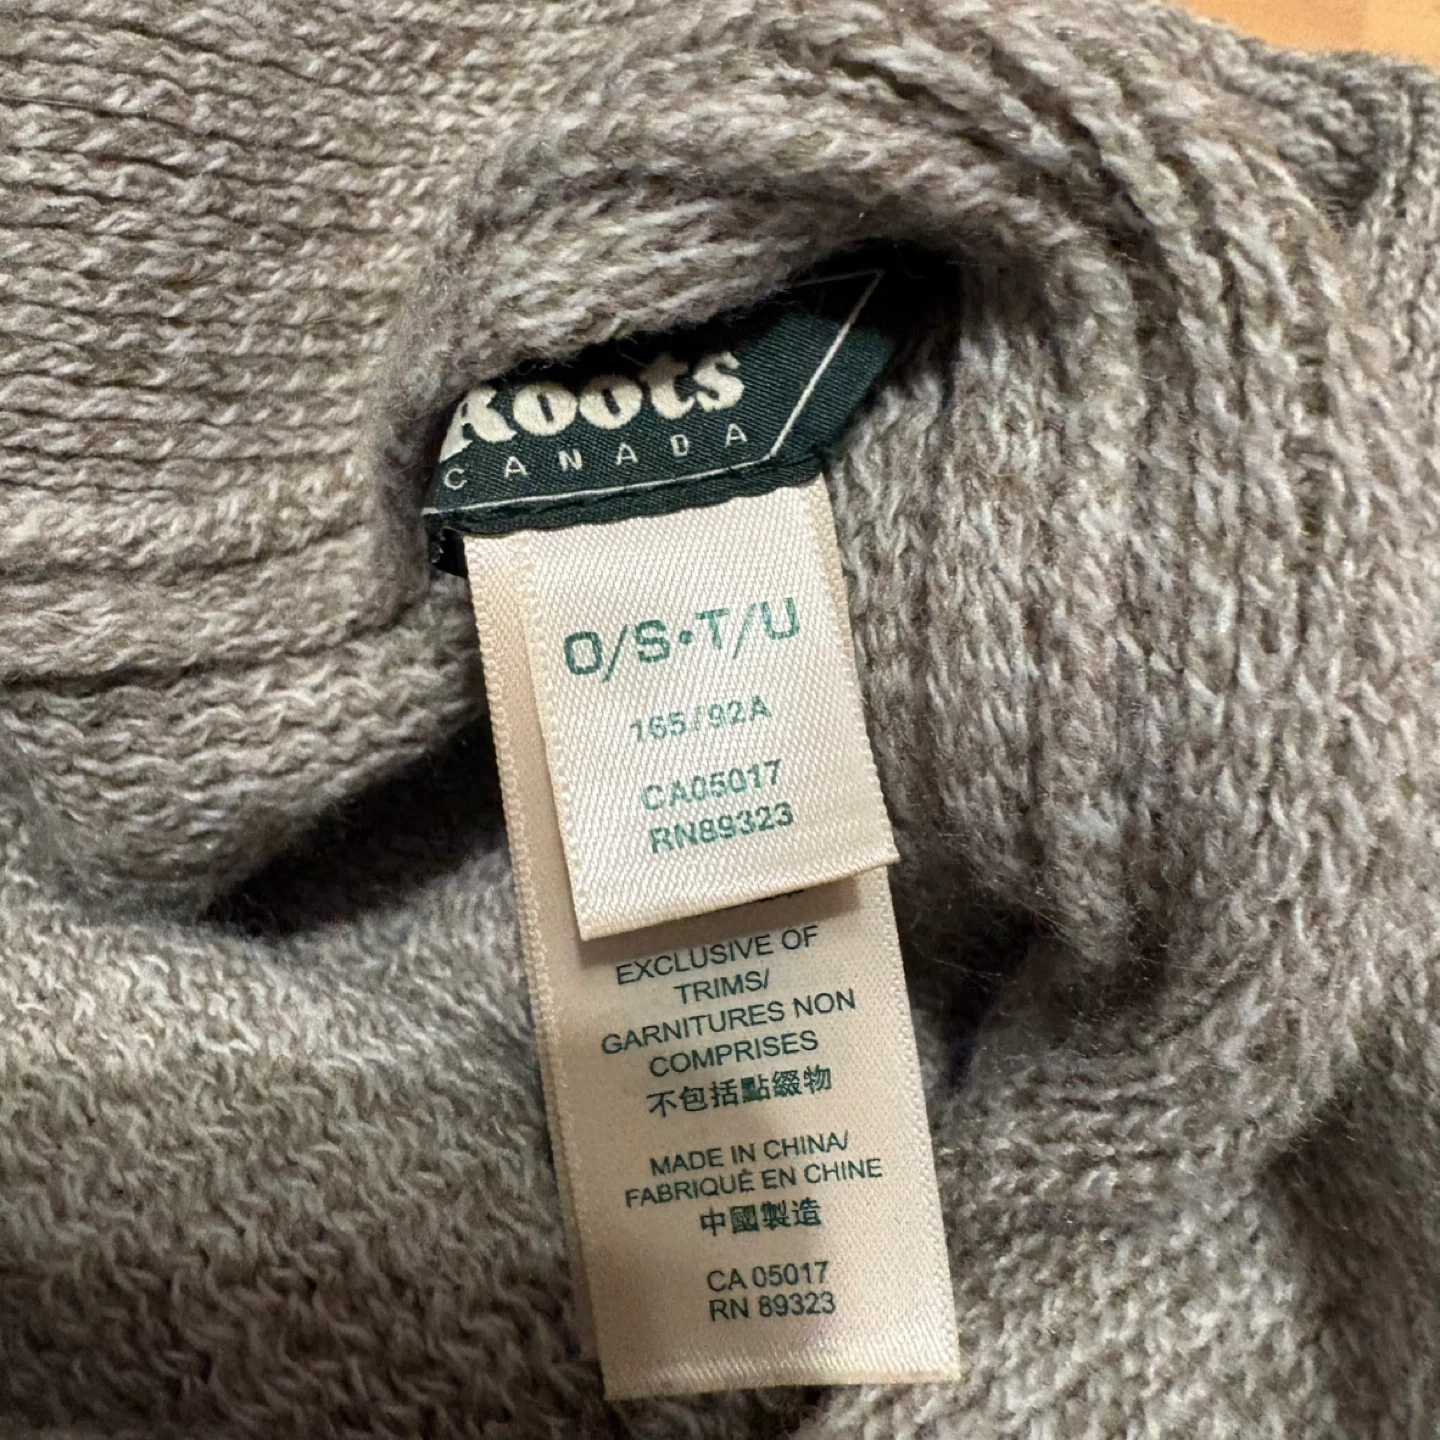 Roots
CANADA
O/S•T/U
165/92A
CA05017
RN89323
EXCLUSIVE OF
TRIMS/
GARNITURES NON
COMPRISES
不包括點綴物
MADE IN CHINA/
FABRIQUÉ EN CHINE
中國製造
CA 05017
RN 89323